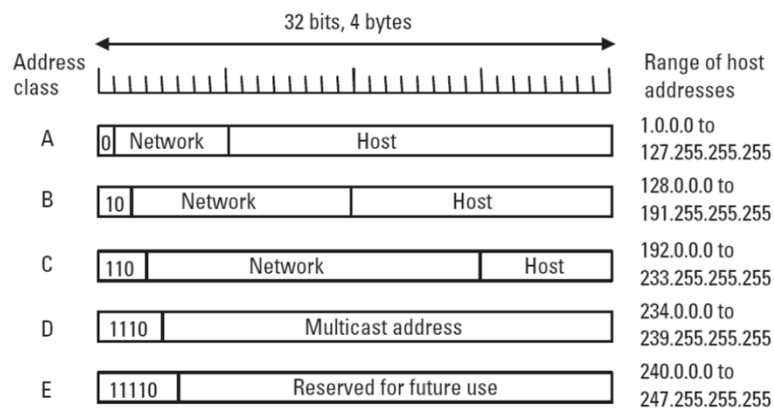 32 bits, 4 bytes
Address
class
Range of host
addresses
A
0 Network Host
1.0.0.0 to
127.255.255.255
B
10 Network Host
128.0.0.0 to
191.255.255.255
C
110 Network Host
192.0.0.0 to
233.255.255.255
D
1110 Multicast address
234.0.0.0 to
239.255.255.255
E
11110 Reserved for future use
240.0.0.0 to
247.255.255.255